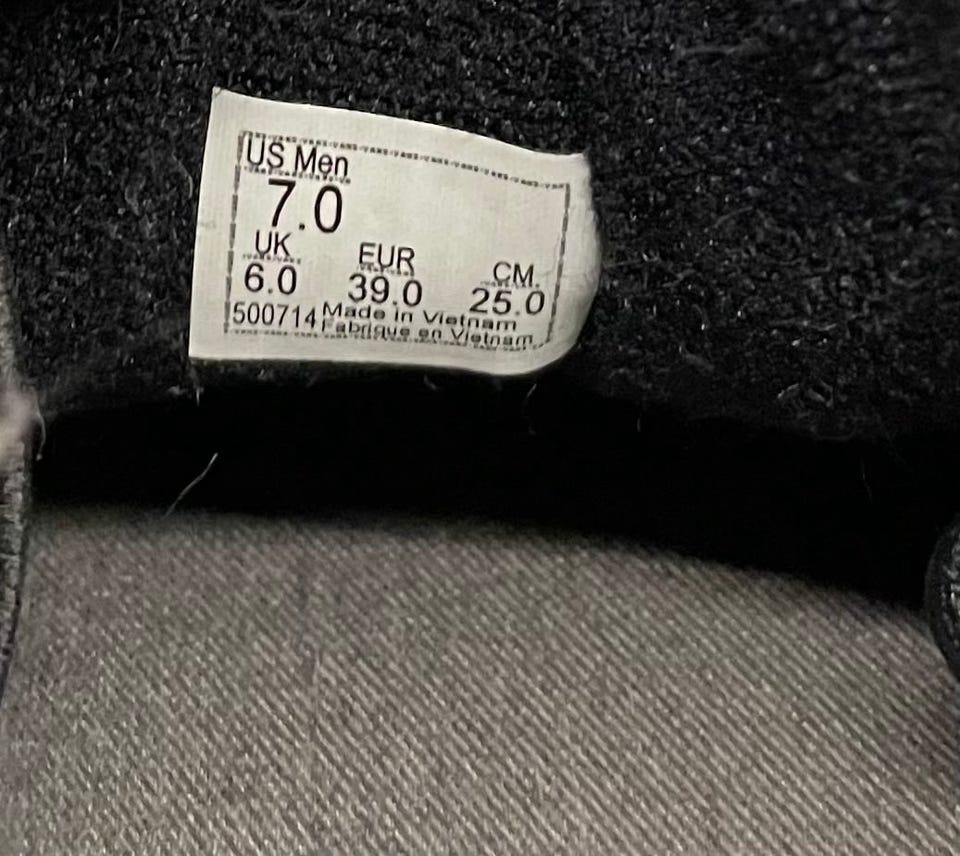 US Men
7.0
UK EUR CM
6.0 39.0 25.0
500714 Made in Vietnam
Fabrique en Vietnam